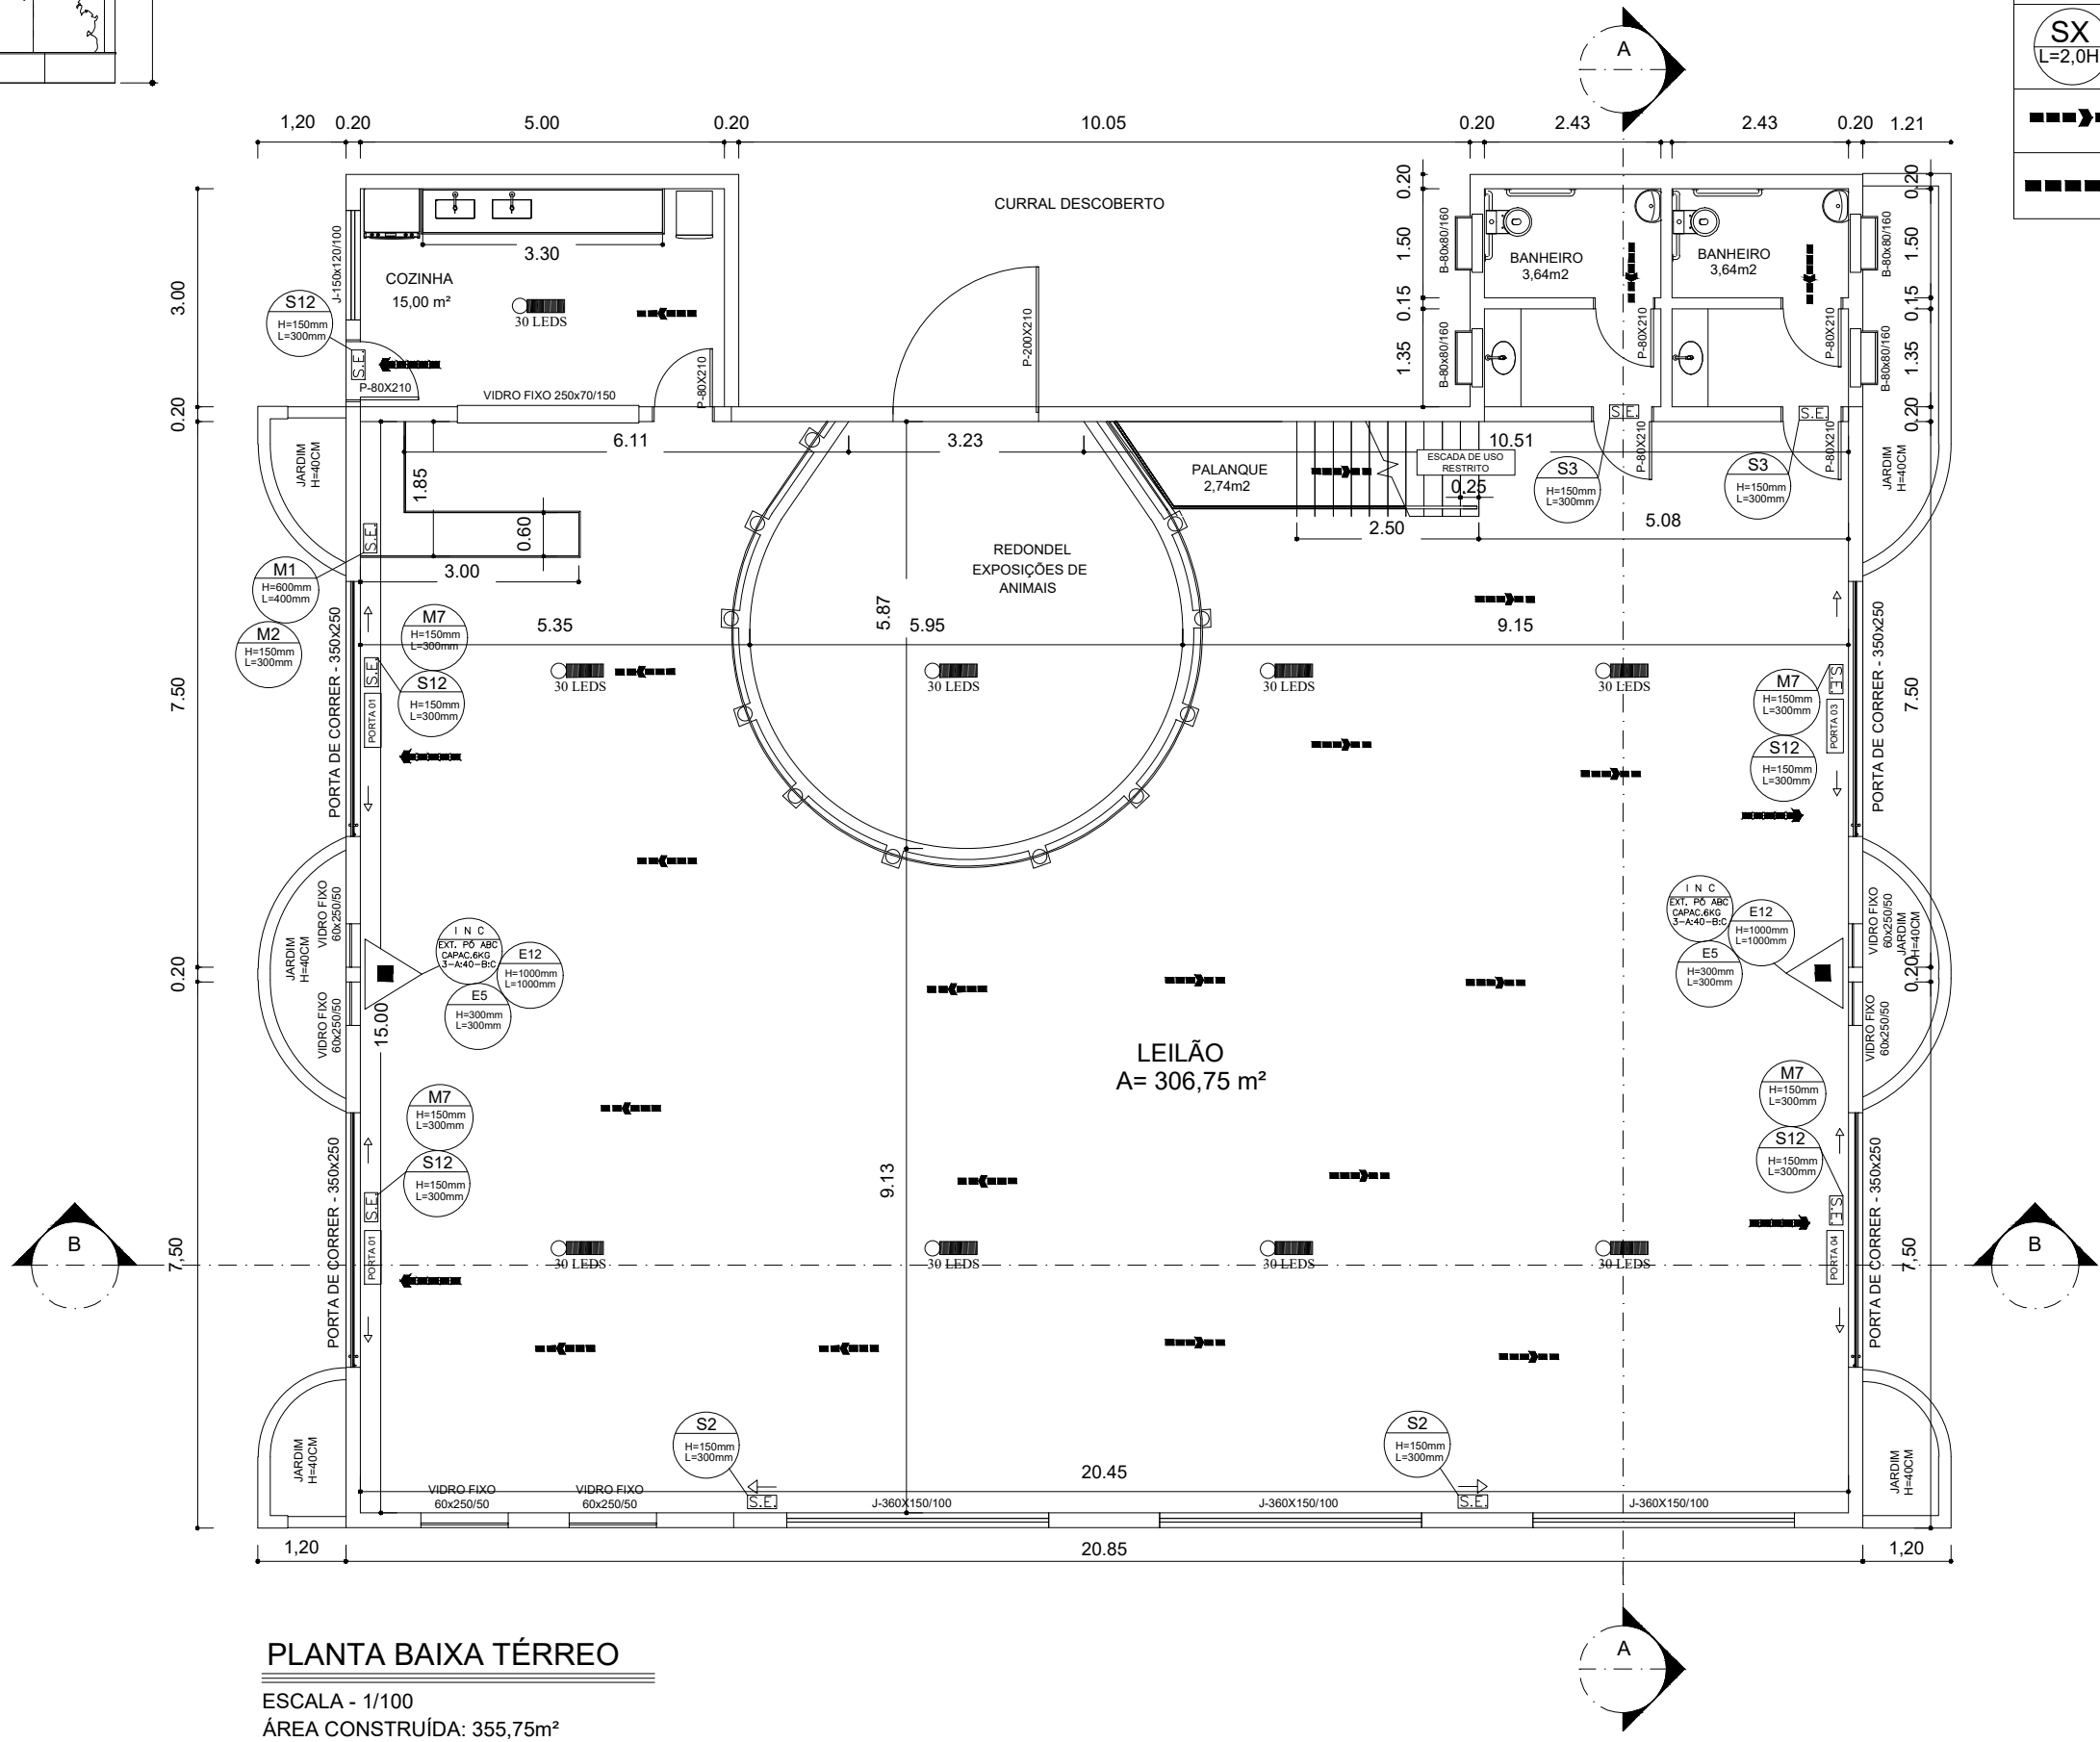 A
SX
L=2,0H
1,20 0.20 5.00 0.20 10.05 0.20 2.43 2.43 0.20 1.21
CURRAL DESCOBERTO
3.30
COZINHA
15,00 m²
30 LEDS
J-150x120/100
S12
H=150mm
L=300mm
S.E.
P-80X210
VIDRO FIXO 250x70/150
P-80X210
P-200X210
0.20
1.50
0.15
1.35
B-80x80/160
B-80x80/160
BANHEIRO
3,64m2
BANHEIRO
3,64m2
P-80X210
P-80X210
B-80x80/160
B-80x80/160
0.20
1.50
0.15
1.35
0.20
3.00
0.20
7.50
0.20
7,50
JARDIM
H=40CM
6.11
3.23
10.51
1.85
0.60
3.00
S.E.
PALANQUE
2,74m2
ESCADA DE USO
RESTRITO
0.25
2.50
5.08
S.E.
S.E.
P-80X210
P-80X210
S3
H=150mm
L=300mm
S3
H=150mm
L=300mm
JARDIM
H=40CM
REDONDEL
EXPOSIÇÕES DE
ANIMAIS
M1
H=600mm
L=400mm
M2
H=150mm
L=300mm
M7
H=150mm
L=300mm
S12
H=150mm
L=300mm
5.35
5.87
5.95
9.15
PORTA DE CORRER - 350x250
S.E.
PORTA 01
30 LEDS
30 LEDS
30 LEDS
30 LEDS
M7
H=150mm
L=300mm
S12
H=150mm
L=300mm
S.E.
PORTA 03
PORTA DE CORRER - 350x250
7.50
JARDIM
H=40CM
VIDRO FIXO
60x250/50
VIDRO FIXO
60x250/50
I N C
EXT. PÓ ABC
CAPAC.6KG
3-A:40-B:C
E12
H=1000mm
L=1000mm
E5
H=300mm
L=300mm
15.00
I N C
EXT. PÓ ABC
CAPAC.6KG
3-A:40-B:C
E12
H=1000mm
L=1000mm
E5
H=300mm
L=300mm
VIDRO FIXO
60x250/50
JARDIM
H=40CM
0.20
VIDRO FIXO
60x250/50
LEILÃO
A= 306,75 m²
M7
H=150mm
L=300mm
S12
H=150mm
L=300mm
PORTA DE CORRER - 350x250
S.E.
PORTA 01
9.13
M7
H=150mm
L=300mm
S12
H=150mm
L=300mm
S.E.
PORTA 04
PORTA DE CORRER - 350x250
7,50
B
B
30 LEDS
30 LEDS
30 LEDS
30 LEDS
JARDIM
H=40CM
S2
H=150mm
L=300mm
S2
H=150mm
L=300mm
JARDIM
H=40CM
20.45
VIDRO FIXO
60x250/50
VIDRO FIXO
60x250/50
S.E.
J-360X150/100
J-360X150/100
S.E.
J-360X150/100
1,20 20.85 1,20
A
PLANTA BAIXA TÉRREO
ESCALA - 1/100
ÁREA CONSTRUÍDA: 355,75m²